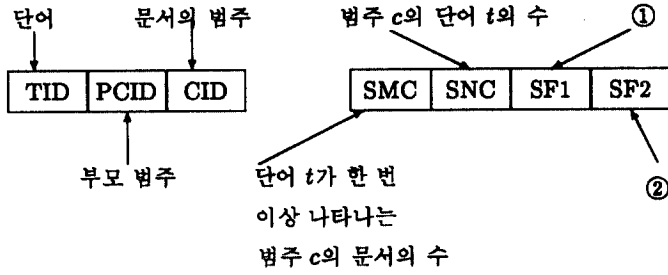 단어 문서의 범주 범주 c의 단어 t의 수 ①
TID PCID CID SMC SNC SF1 SF2
부모 범주 단어 t가 한 번 ②
이상 나타나는
범주 c의 문서의 수